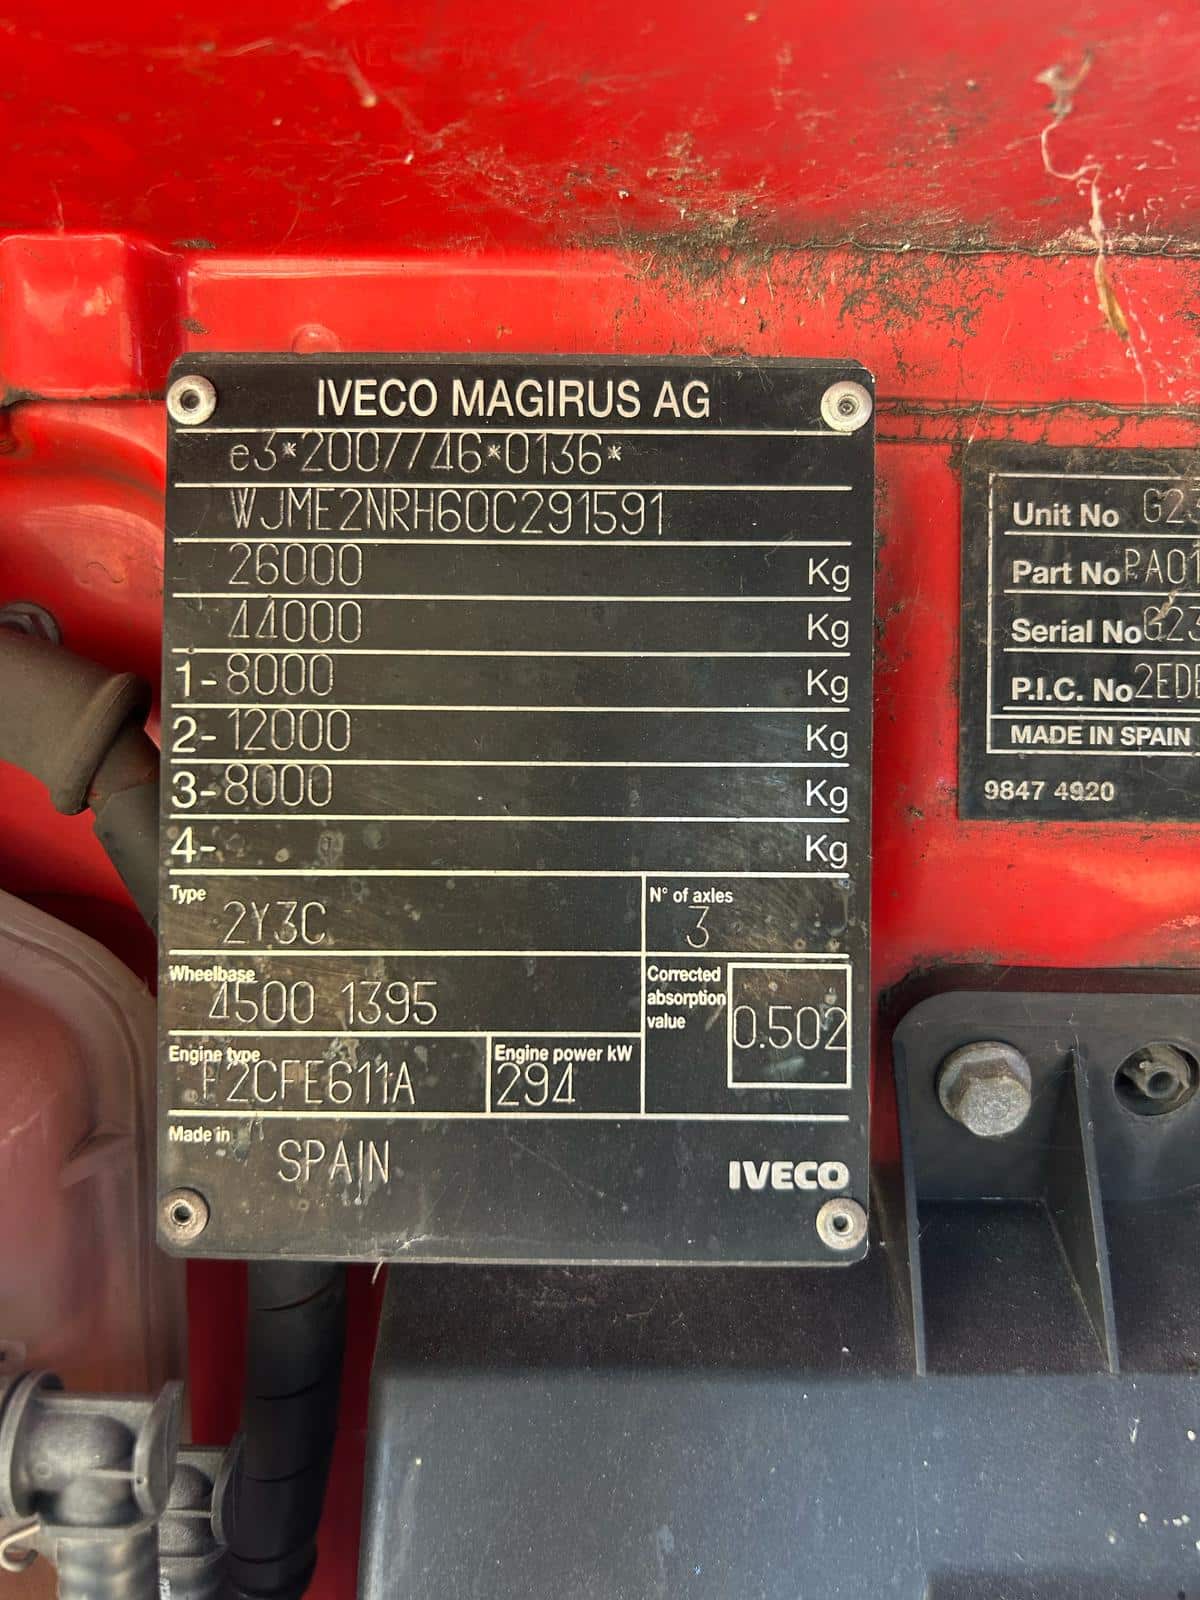 IVECO MAGIRUS AG
e3*2007/46*0136*
WJME2NRH60C291591
26000 Kg
44000 Kg
1-8000 Kg
2-12000 Kg
3-8000 Kg
4- Kg
Type 2Y3C
N° of axles 3
Wheelbase 4500 1395
Corrected absorption value 0.502
Engine type F2CFE611A
Engine power kW 294
Made in SPAIN
IVECO
Unit No
Part No
Serial No
P.I.C. No
MADE IN SPAIN
9847 4920